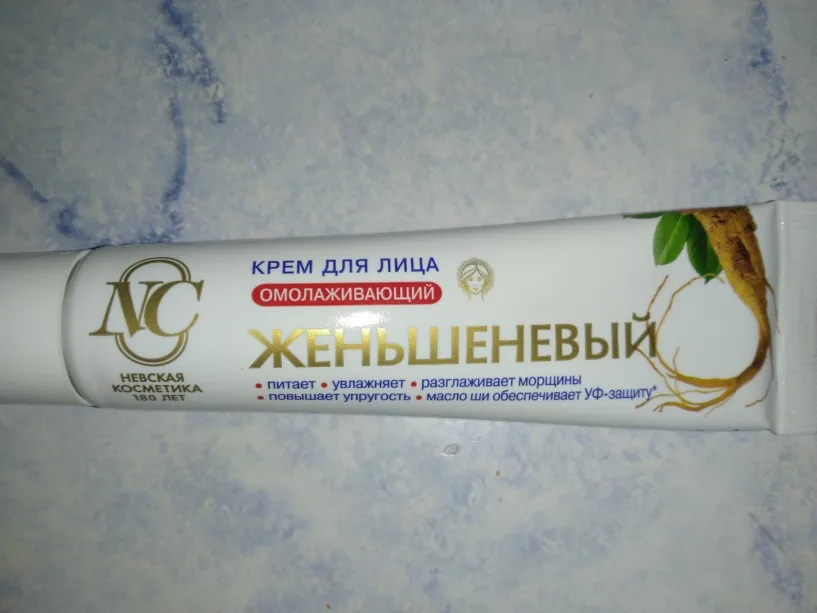 NC
НЕВСКАЯ
КОСМЕТИКА
180 ЛЕТ
КРЕМ ДЛЯ ЛИЦА
ОМОЛАЖИВАЮЩИЙ
ЖЕНЬШЕНЕВЫЙ
• питает • увлажняет • разглаживает морщины
• повышает упругость • масло ши обеспечивает УФ-защиту*